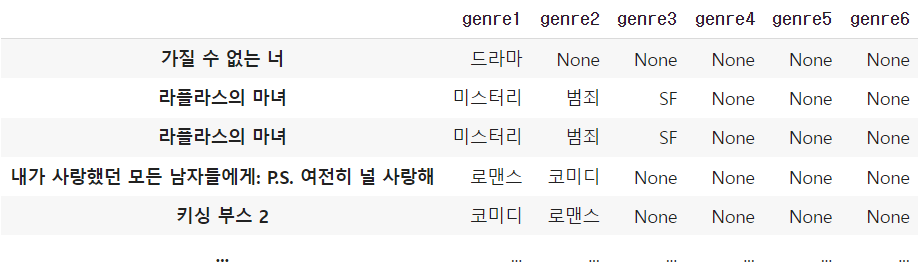 genre1 genre2 genre3 genre4 genre5 genre6
가질 수 없는 너 드라마 None None None None None
라플라스의 마녀 미스터리 범죄 SF None None None
라플라스의 마녀 미스터리 범죄 SF None None None
내가 사랑했던 모든 남자들에게: P.S. 여전히 널 사랑해 로맨스 코미디 None None None None
키싱 부스 2 코미디 로맨스 None None None None
... ... ... ... ... ... ...